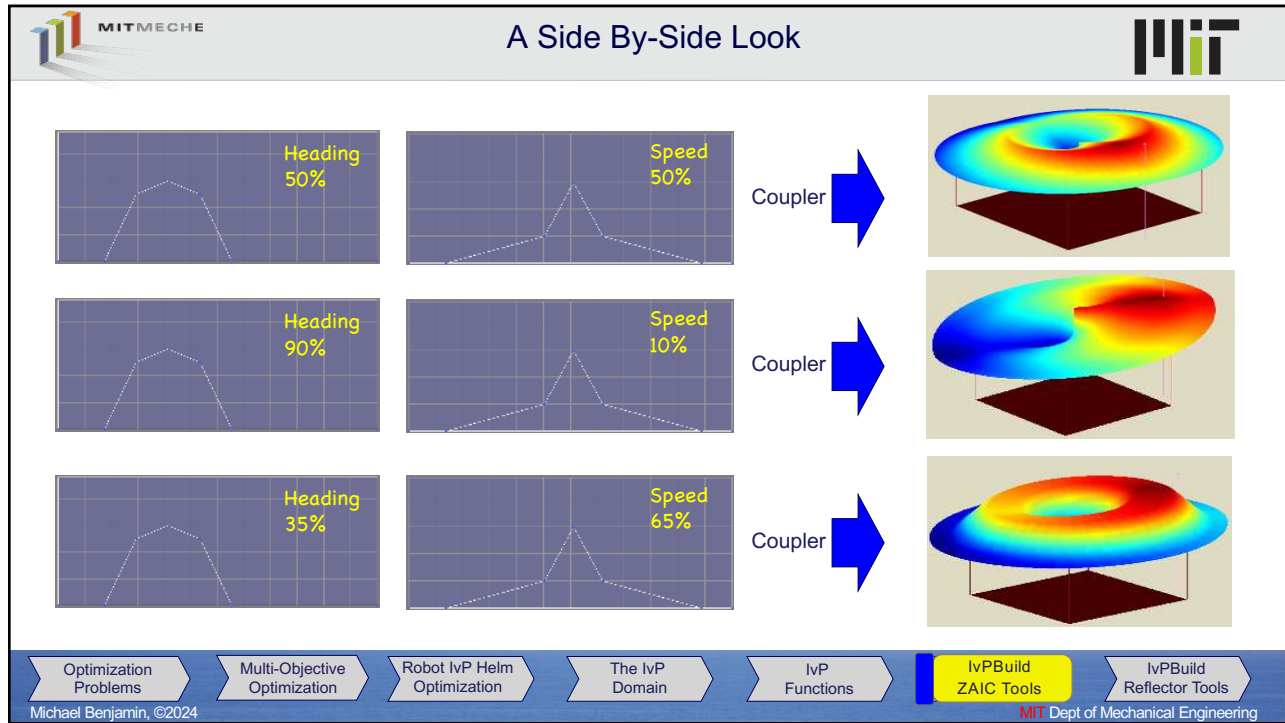 MITMECHE
A Side By-Side Look
MIT
Heading
50%
Speed
50%
Coupler
Heading
90%
Speed
10%
Coupler
Heading
35%
Speed
65%
Coupler
Optimization
Problems
Multi-Objective
Optimization
Robot IvP Helm
Optimization
The IvP
Domain
IvP
Functions
IvPBuild
ZAIC Tools
IvPBuild
Reflector Tools
Michael Benjamin, ©2024
MIT Dept of Mechanical Engineering